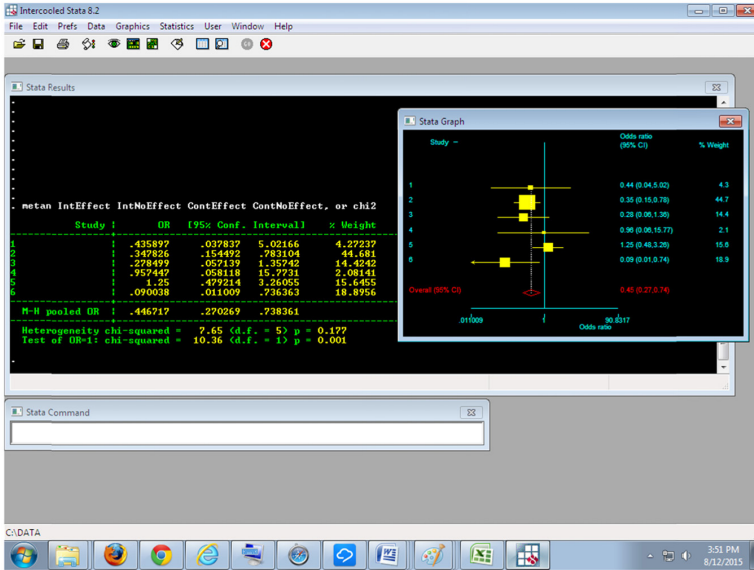 Intercooled Stata 8.2
File Edit Prefs Data Graphics Statistics User Window Help
Stata Results
. metan IntEffect IntNoEffect ContEffect ContNoEffect, or chi2
Study | OR [95% Conf. Interval] % Weight
1 | .435897 .037837 5.02166 4.27237
2 | .347826 .154492 .783104 44.681
3 | .278499 .057139 1.35742 14.4242
4 | .957447 .058118 15.7731 2.08141
5 | 1.25 .479214 3.26055 15.6455
6 | .090038 .011009 .736363 18.8956
M-H pooled OR | .446717 .270269 .738361
Heterogeneity chi-squared = 7.65 (d.f. = 5) p = 0.177
Test of OR=1: chi-squared = 10.36 (d.f. = 1) p = 0.001
.
Stata Graph
Study
Odds ratio
(95% CI)
% Weight
1 0.44 (0.04,5.02) 4.3
2 0.35 (0.15,0.78) 44.7
3 0.28 (0.06,1.36) 14.4
4 0.96 (0.06,15.77) 2.1
5 1.25 (0.48,3.26) 15.6
6 0.09 (0.01,0.74) 18.9
Overall (95% CI) 0.45 (0.27,0.74)
.011009 1 90.8317
Odds ratio
Stata Command
C:\DATA
3:51 PM
8/12/2015